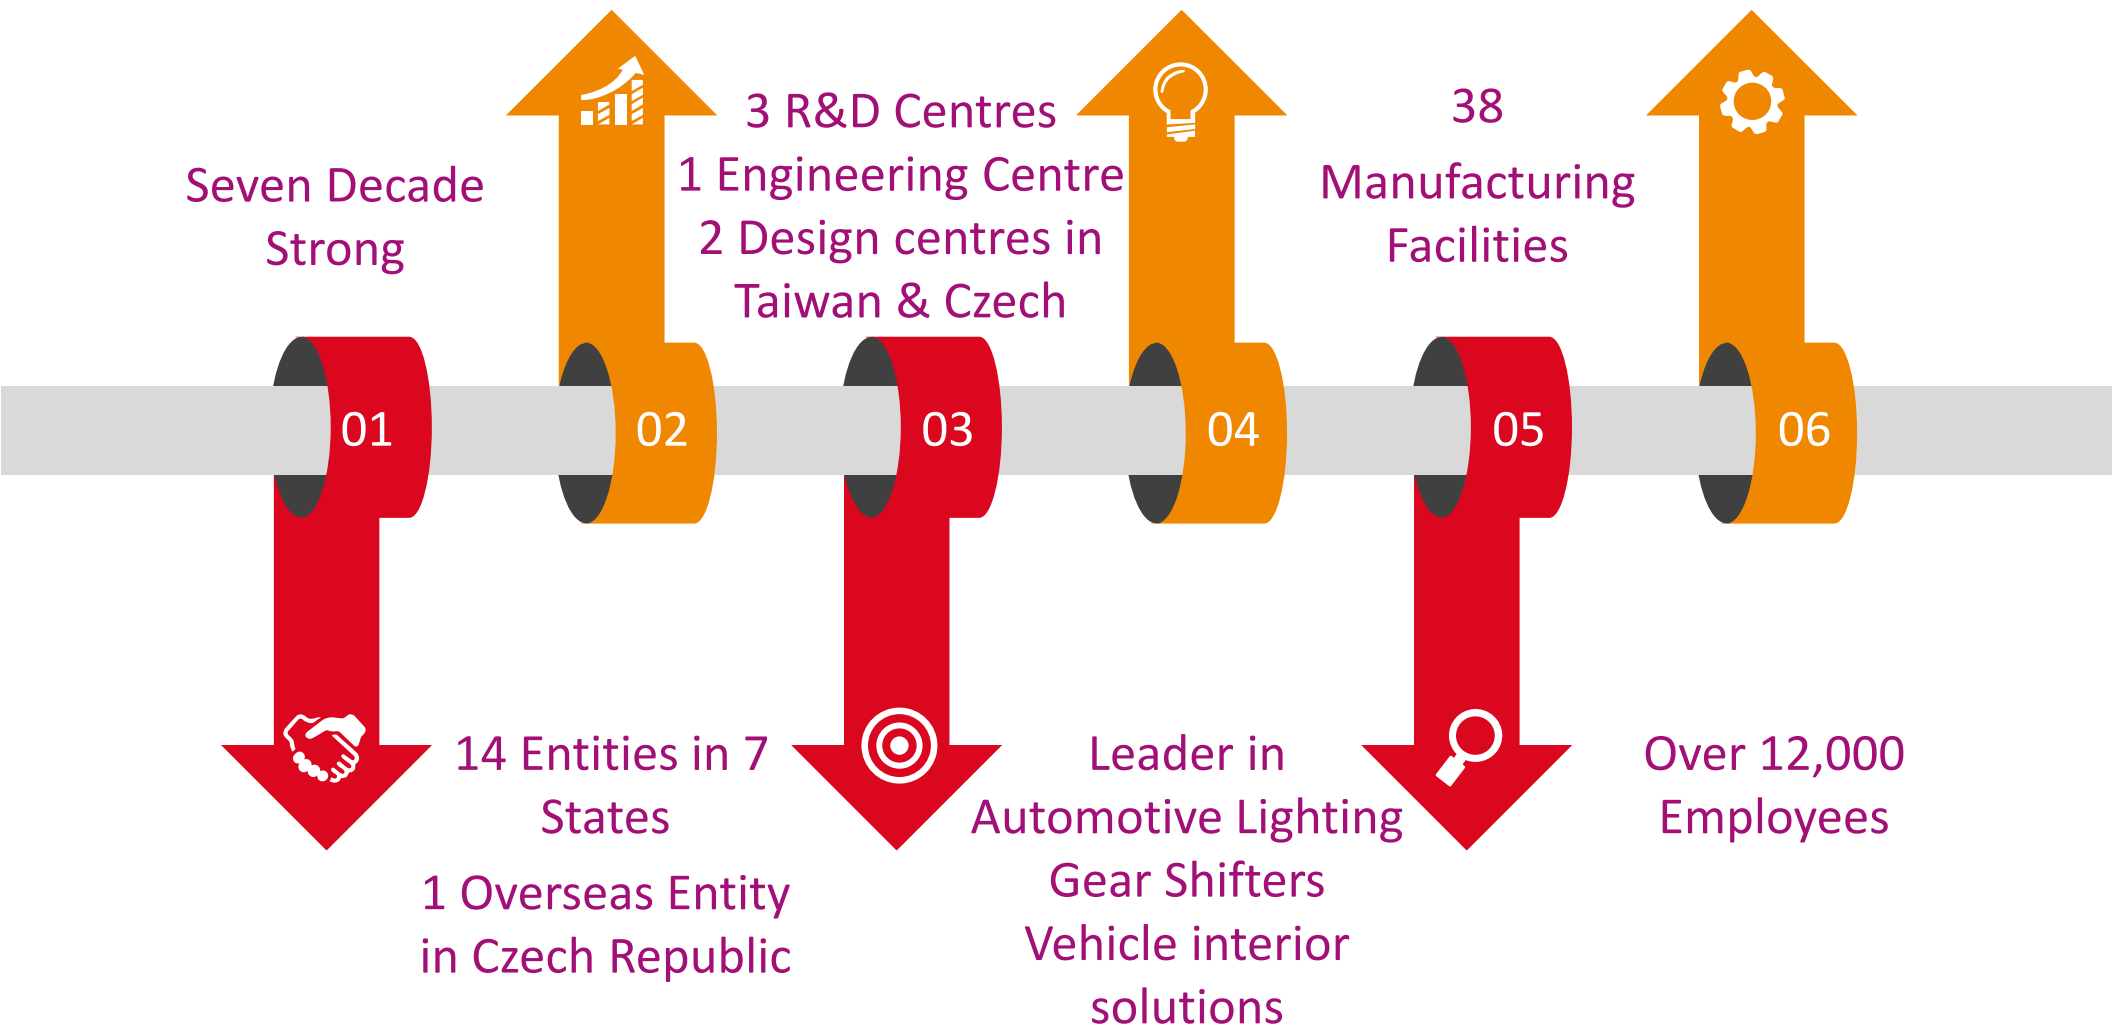 Seven Decade
Strong
01
02
14 Entities in 7
States
1 Overseas Entity
in Czech Republic
3 R&D Centres
1 Engineering Centre
2 Design centres in
Taiwan & Czech
03
04
Leader in
Automotive Lighting
Gear Shifters
Vehicle interior
solutions
38
Manufacturing
Facilities
05
06
Over 12,000
Employees